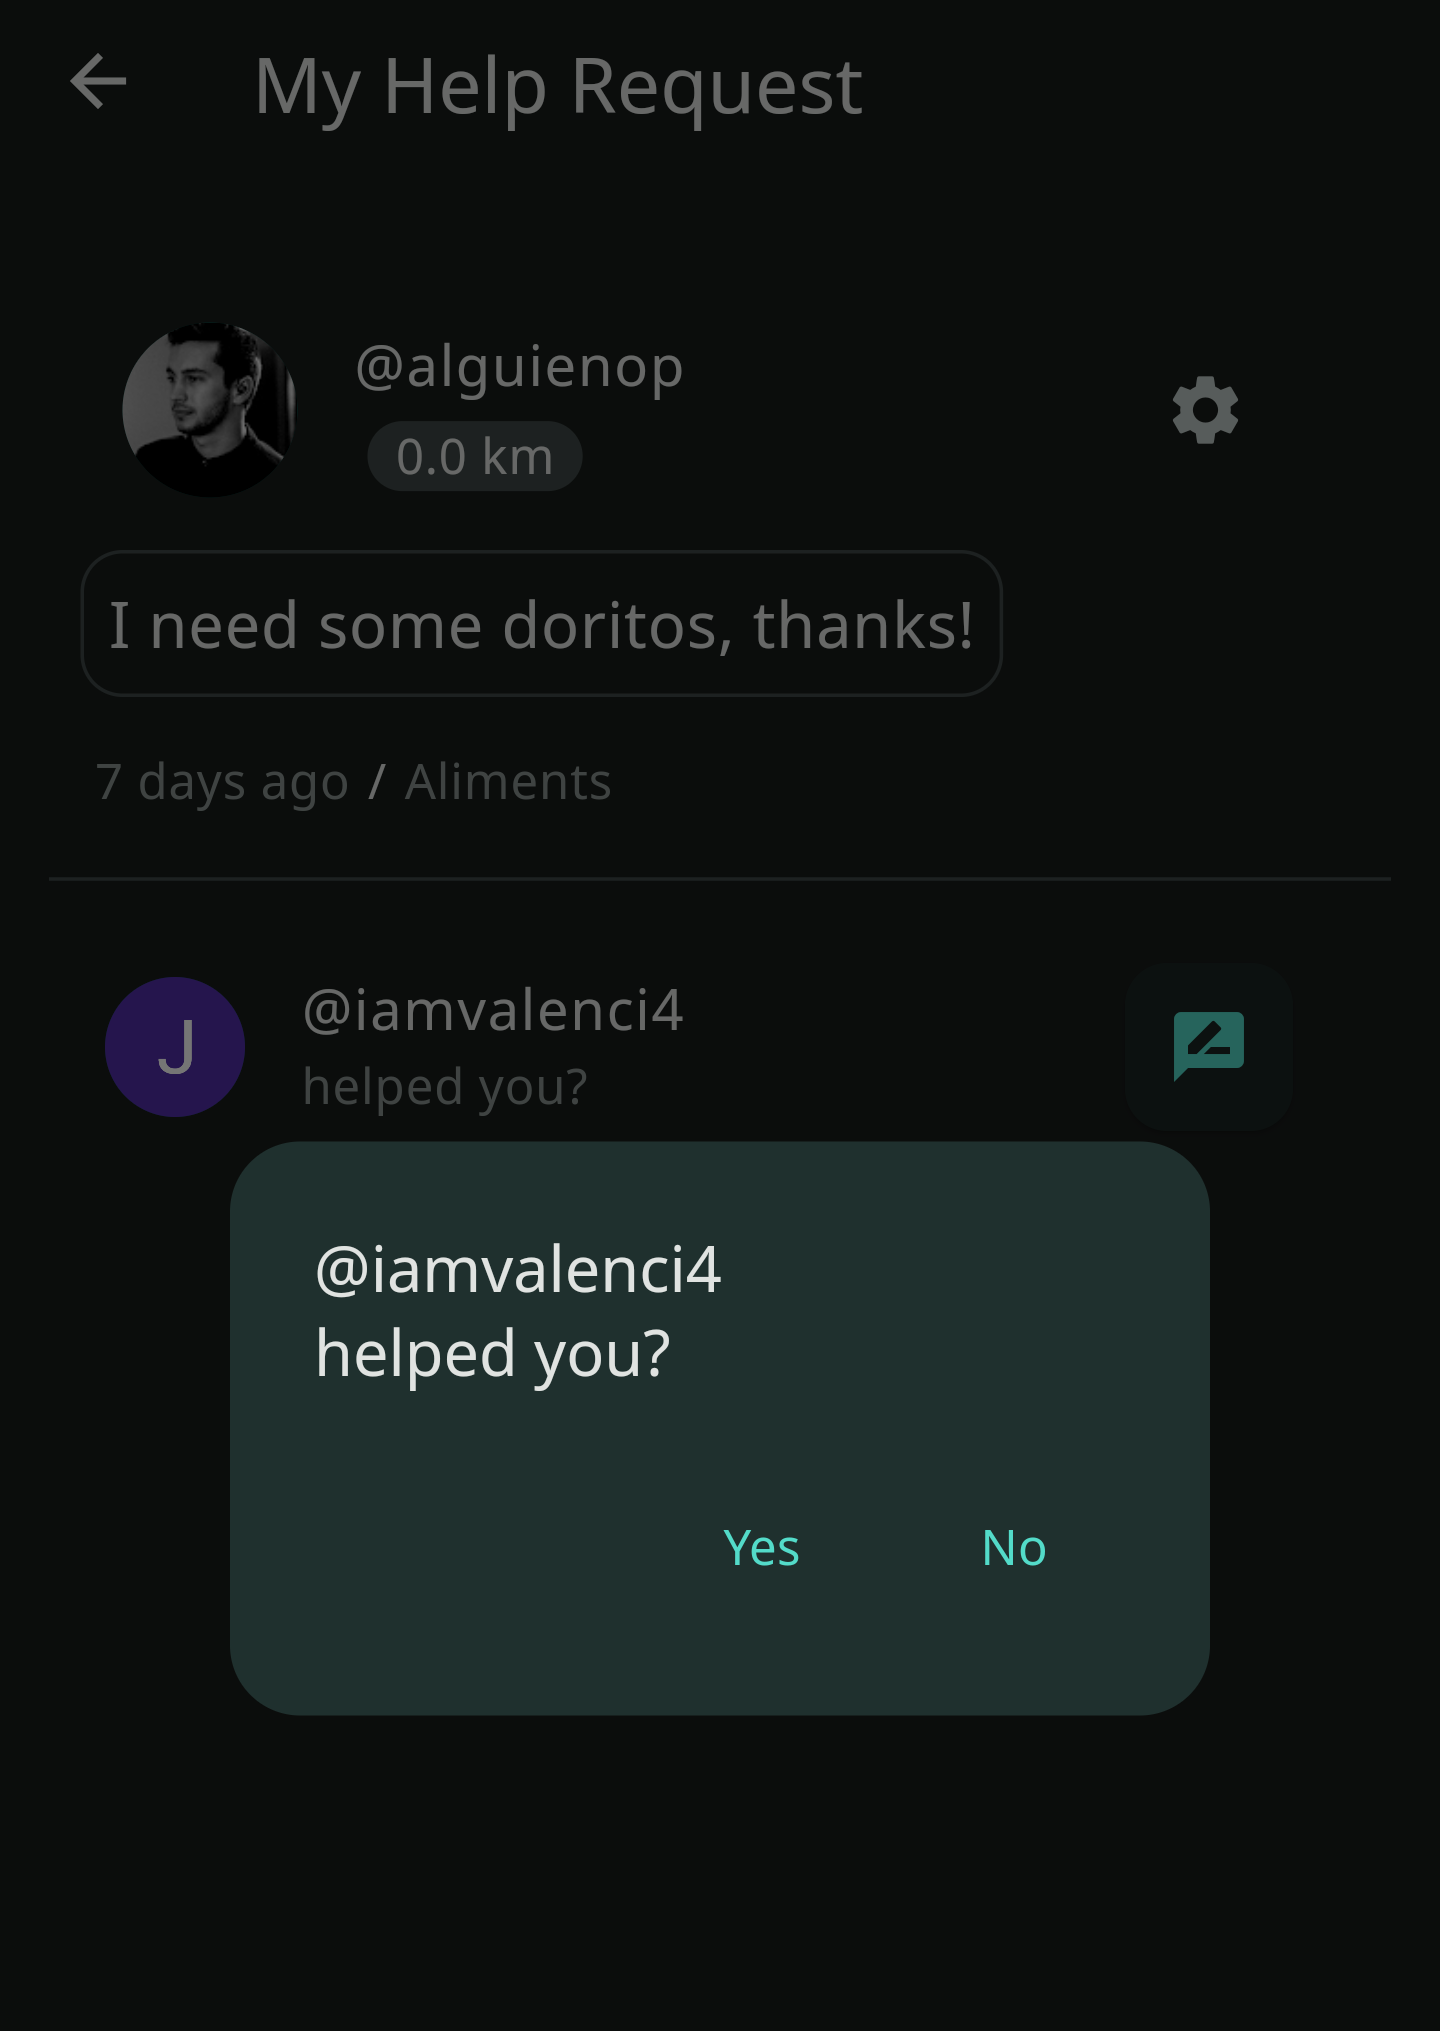 My Help Request
@alguienop
0.0 km
I need some doritos, thanks!
7 days ago / Aliments
J
@iamvalenci4
helped you?
@iamvalenci4
helped you?
Yes No